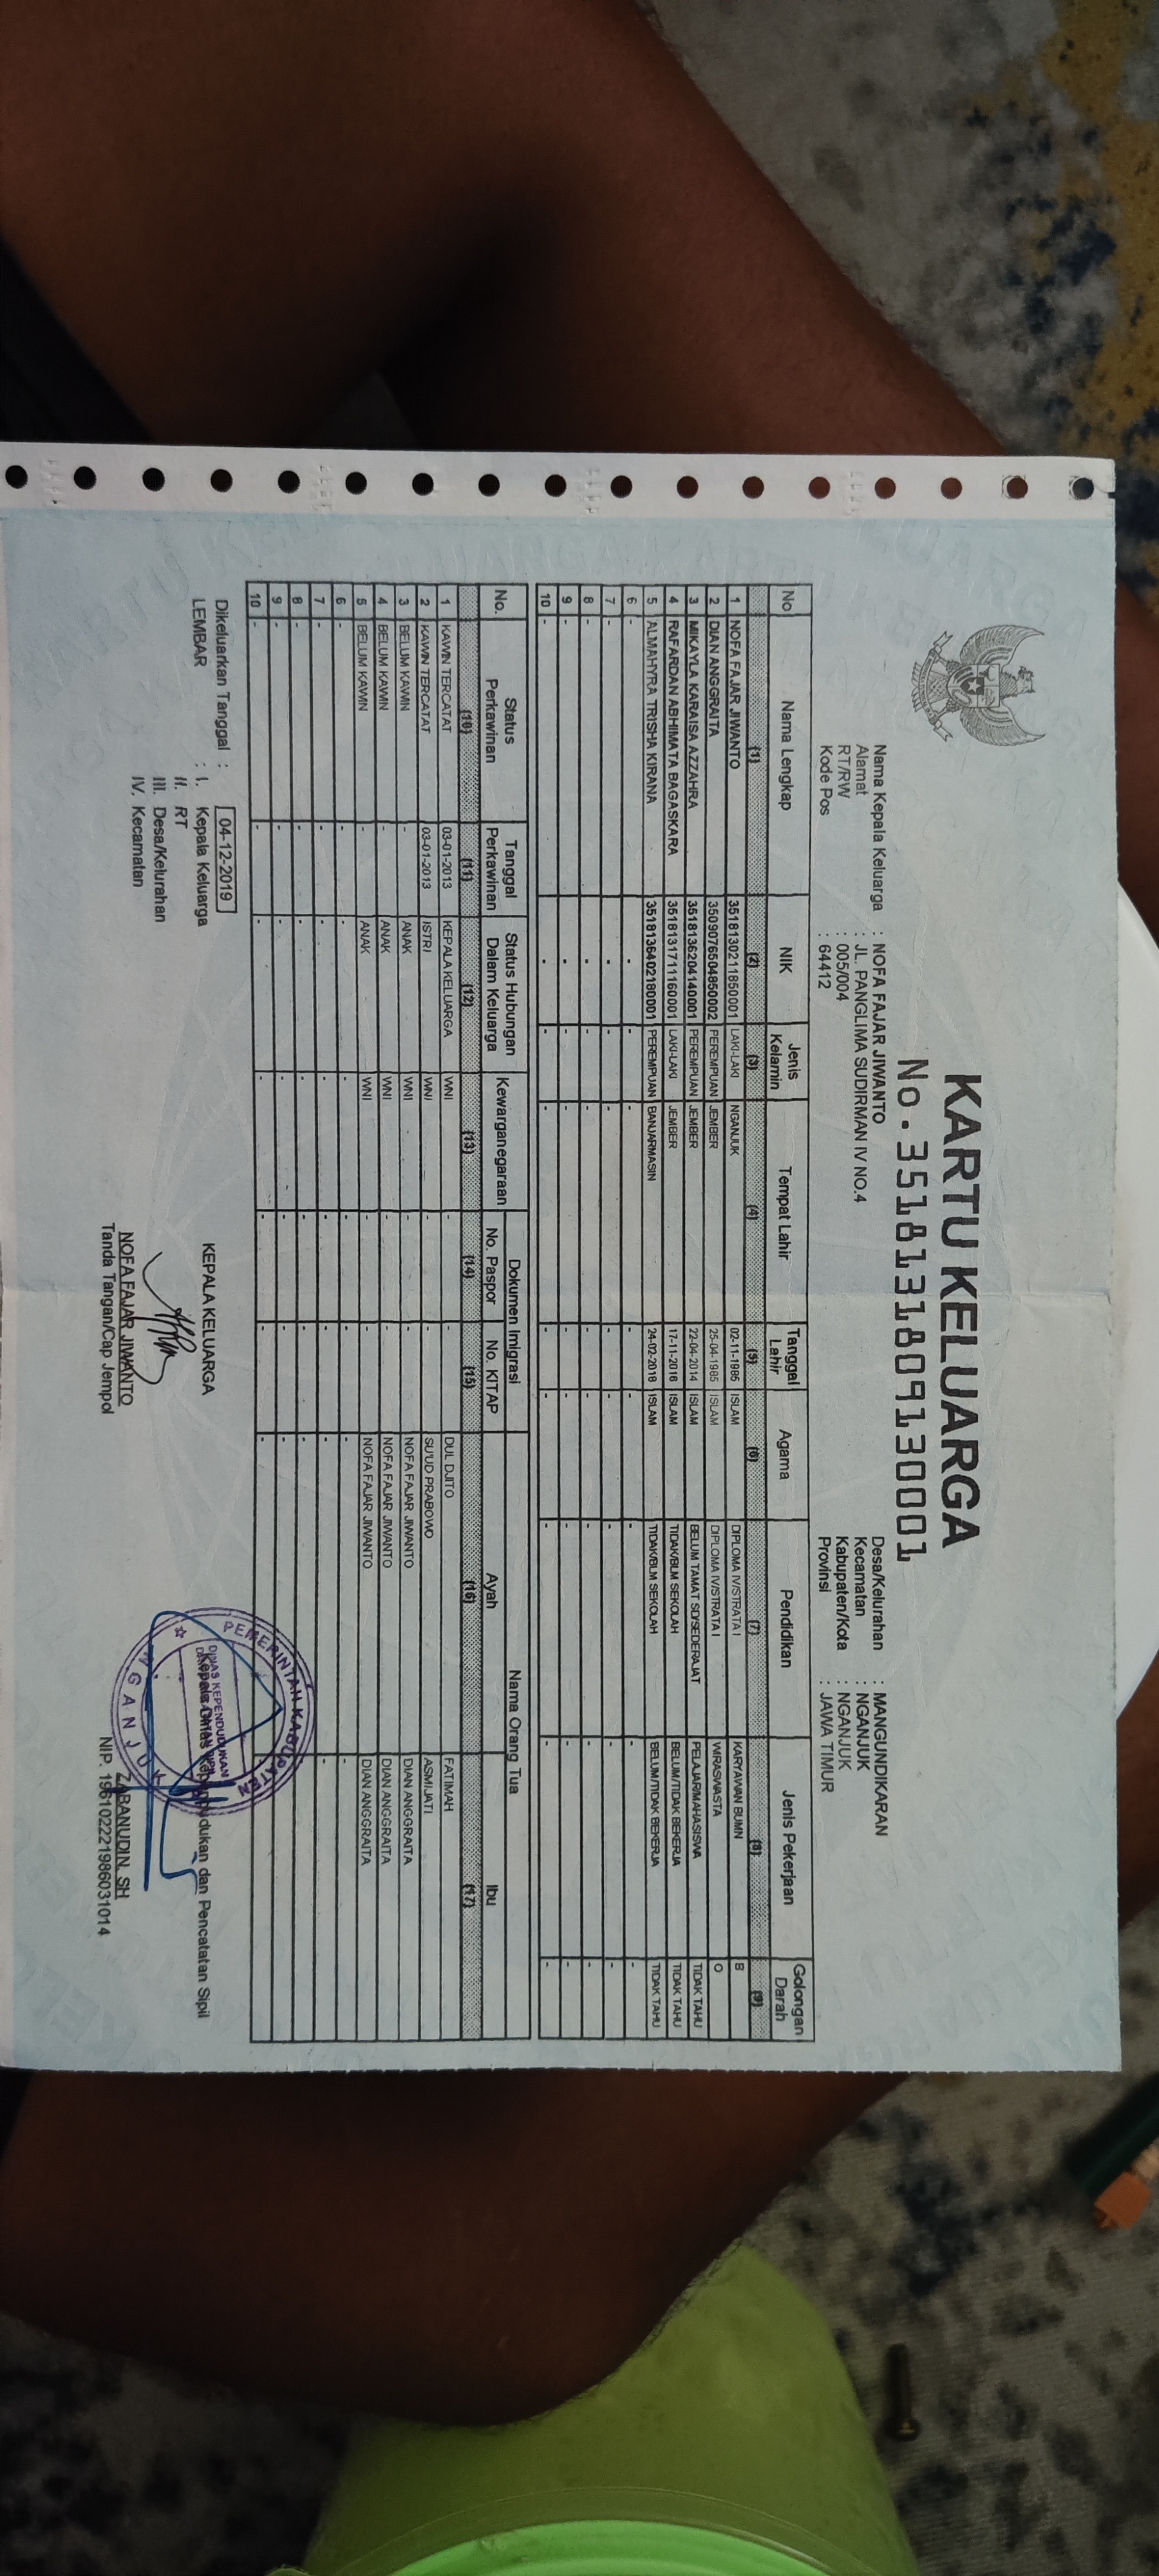 KARTU KELUARGA
No. 3518131809130001
Nama Kepala Keluarga : NOFA FAJAR JIWANTO
Alamat : JL. PANGLIMA SUDIRMAN IV NO.4
RT/RW : 005/004
Kode Pos : 64412
Desa/Kelurahan : MANGUNDIKARAN
Kecamatan : NGANJUK
Kabupaten/Kota : NGANJUK
Provinsi : JAWA TIMUR
No Nama Lengkap NIK Jenis Kelamin Tempat Lahir Tanggal Lahir Agama Pendidikan Jenis Pekerjaan Golongan Darah
(1) (2) (3) (4) (5) (6) (7) (8) (9)
1 NOFA FAJAR JIWANTO 3518130211850001 LAKI-LAKI NGANJUK 02-11-1985 ISLAM DIPLOMA IV/STRATA I KARYAWAN BUMN B
2 DIAN ANGGRAITA 3509076504850002 PEREMPUAN JEMBER 25-04-1985 ISLAM DIPLOMA IV/STRATA I WIRASWASTA O
3 MIKAYLA KARAISA AZZAHRA 3518136204140001 PEREMPUAN JEMBER 22-04-2014 ISLAM BELUM TAMAT SD/SEDERAJAT PELAJAR/MAHASISWA TIDAK TAHU
4 RAFARDAN ABHIMATA BAGASKARA 3518131711160001 LAKI-LAKI JEMBER 17-11-2016 ISLAM TIDAK/BLM SEKOLAH BELUM/TIDAK BEKERJA TIDAK TAHU
5 ALMAHYRA TRISHA KIRANA 3518136402180001 PEREMPUAN BANJARMASIN 24-02-2018 ISLAM TIDAK/BLM SEKOLAH BELUM/TIDAK BEKERJA TIDAK TAHU
6 - - - - - - - - -
7 - - - - - - - - -
8 - - - - - - - - -
9 - - - - - - - - -
10 - - - - - - - - -
No. Status Perkawinan Tanggal Perkawinan Status Hubungan Dalam Keluarga Kewarganegaraan Dokumen Imigrasi Nama Orang Tua
No. Paspor No. KITAP Ayah Ibu
(10) (11) (12) (13) (14) (15) (16) (17)
1 KAWIN TERCATAT 03-01-2013 KEPALA KELUARGA WNI - - DUL DJITO FATIMAH
2 KAWIN TERCATAT 03-01-2013 ISTRI WNI - - SU'UD PRABOWO ASMIJATI
3 BELUM KAWIN - ANAK WNI - - NOFA FAJAR JIWANTO DIAN ANGGRAITA
4 BELUM KAWIN - ANAK WNI - - NOFA FAJAR JIWANTO DIAN ANGGRAITA
5 BELUM KAWIN - ANAK WNI - - NOFA FAJAR JIWANTO DIAN ANGGRAITA
6 - - - - - - - -
7 - - - - - - - -
8 - - - - - - - -
9 - - - - - - - -
10 - - - - - - - -
Dikeluarkan Tanggal : 04-12-2019
LEMBAR : I. Kepala Keluarga
II. RT
III. Desa/Kelurahan
IV. Kecamatan
KEPALA KELUARGA
NOFA FAJAR JIWANTO
Tanda Tangan/Cap Jempol
Kepala Dinas Kependudukan dan Pencatatan Sipil
PEMERINTAH KABUPATEN
DINAS KEPENDUDUKAN
NGANJUK
NIP. 196102221986031014